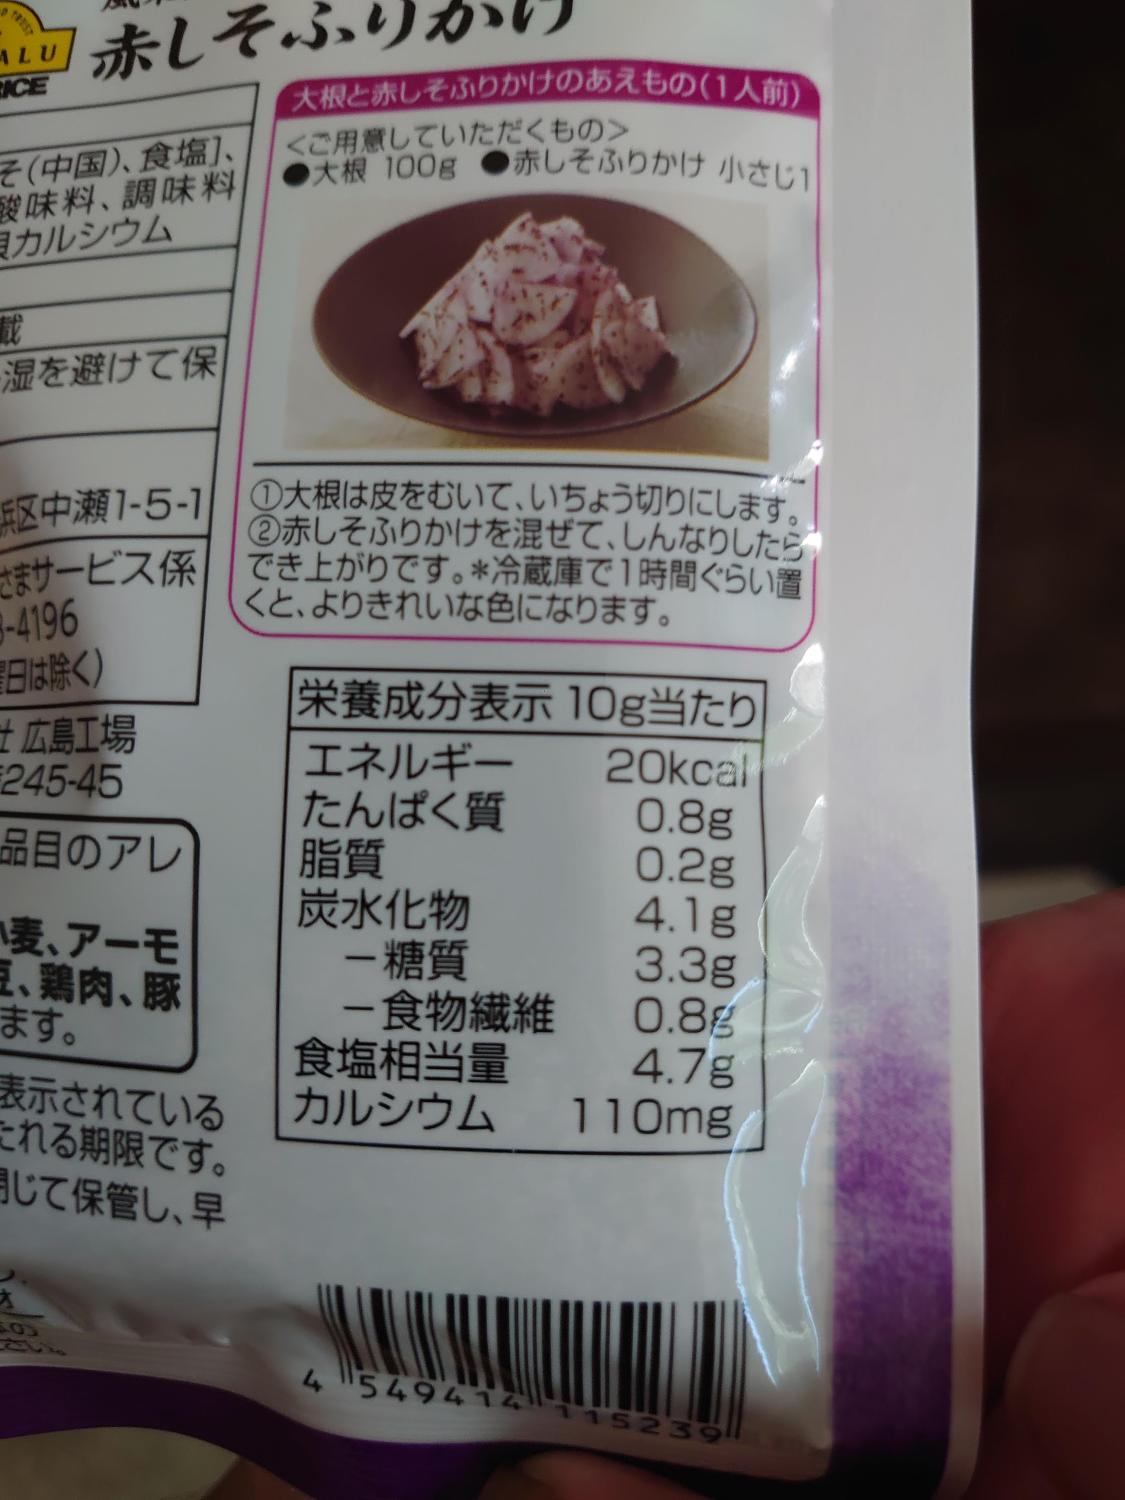 赤しそふりかけ
ALU
RICE
そ(中国)、食塩]、
酸味料、調味料
カルシウム
載
湿を避けて保
浜区中瀬1-5-1
さまサービス係
-4196
曜日は除く)
広島工場
245-45
品目のアレ
小麦、アーモ
豆、鶏肉、豚
ます。
表示されている
れる期限です。
閉じて保管し、早
大根と赤しそふりかけのあえもの(1人前)
<ご用意していただくもの>
●大根 100g ●赤しそふりかけ 小さじ1
①大根は皮をむいて、いちょう切りにします。
②赤しそふりかけを混ぜて、しんなりしたら
でき上がりです。*冷蔵庫で1時間ぐらい置
くと、よりきれいな色になります。
栄養成分表示 10g当たり
エネルギー 20kcal
たんぱく質 0.8g
脂質 0.2g
炭水化物 4.1g
－糖質 3.3g
－食物繊維 0.8g
食塩相当量 4.7g
カルシウム 110mg
4 549414 115239